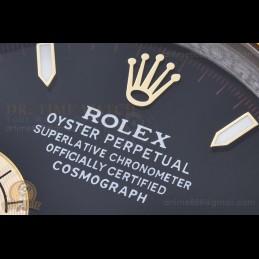 ROLEX
OYSTER PERPETUAL
SUPERLATIVE CHRONOMETER
OFFICIALLY CERTIFIED
COSMOGRAPH